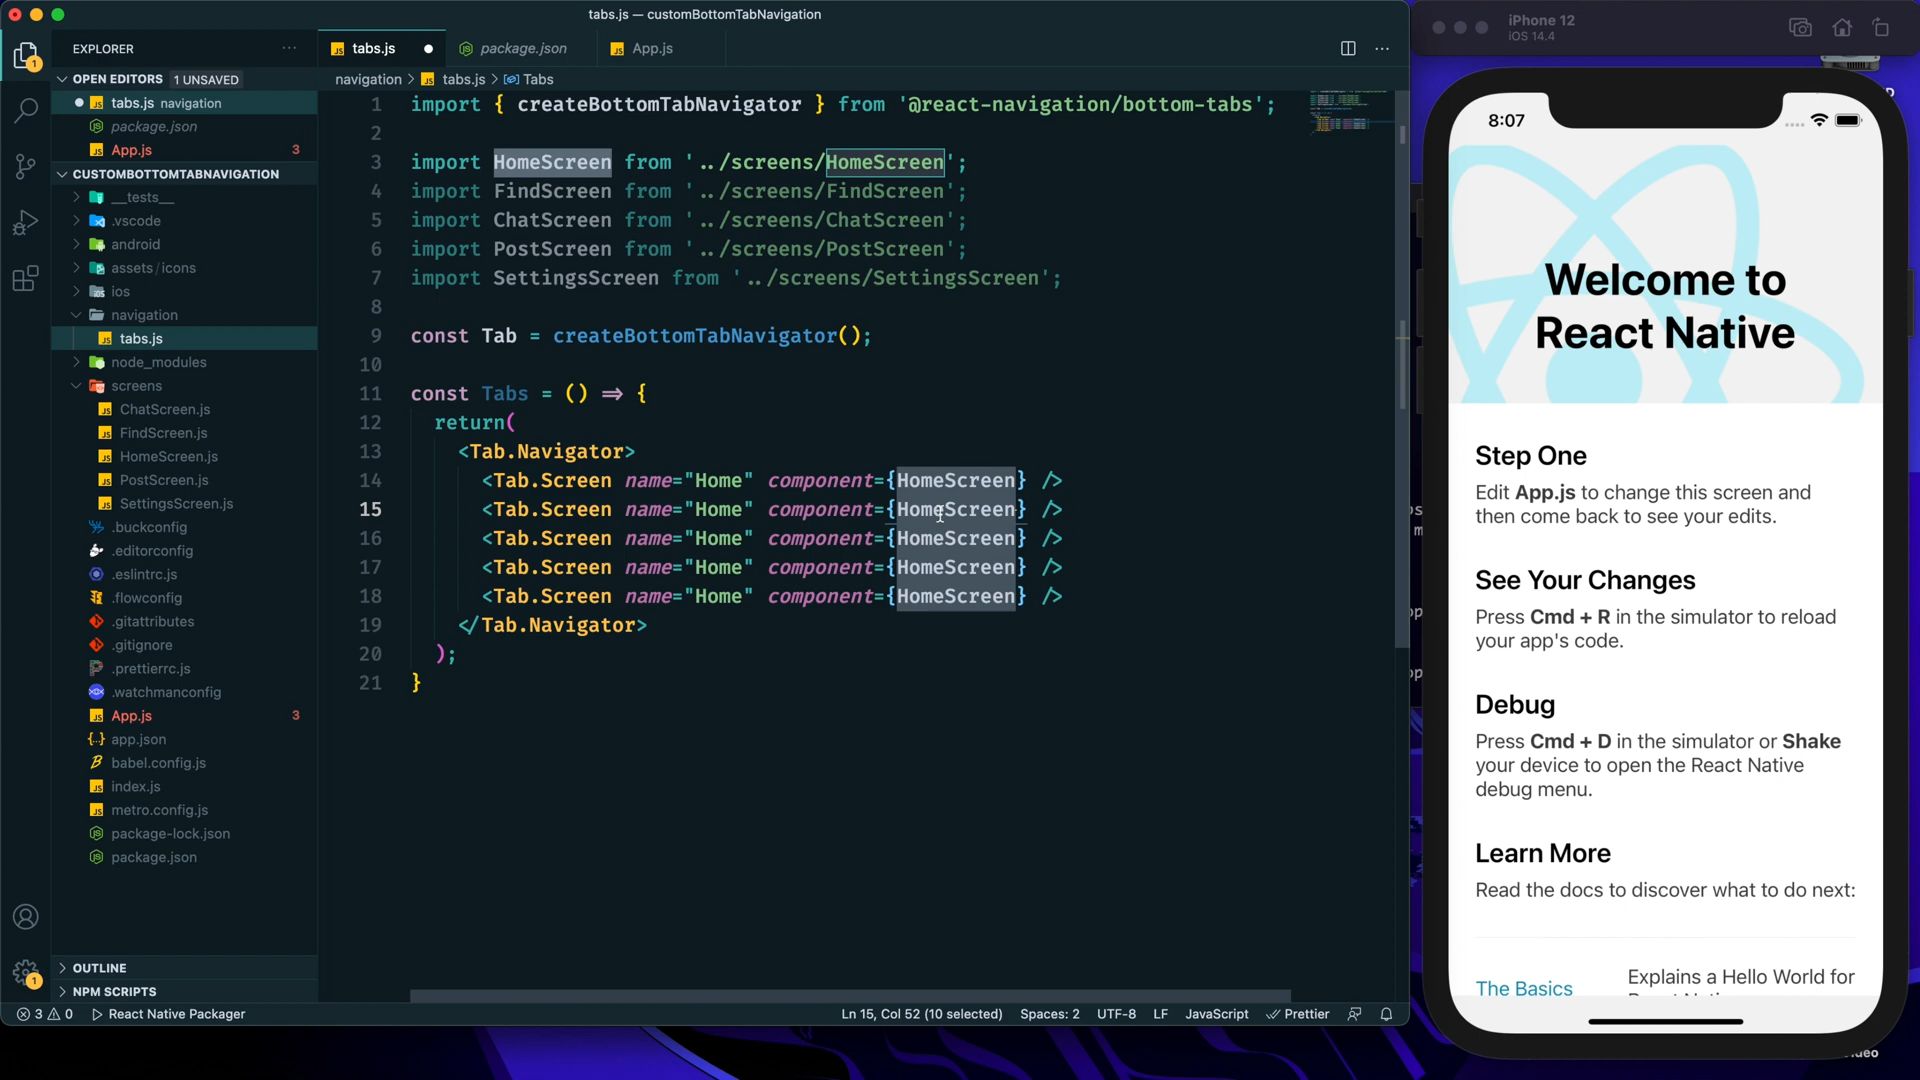 tabs.js — customBottomTabNavigation
iPhone 12
iOS 14.4
EXPLORER
tabs.js
package.json
App.js
OPEN EDITORS 1 UNSAVED
navigation > tabs.js > Tabs
tabs.js navigation
package.json
App.js 3
CUSTOMBOTTOMTABNAVIGATION
__tests__
.vscode
android
assets/icons
ios
navigation
tabs.js
node_modules
screens
ChatScreen.js
FindScreen.js
HomeScreen.js
PostScreen.js
SettingsScreen.js
.buckconfig
.editorconfig
.eslintrc.js
.flowconfig
.gitattributes
.gitignore
.prettierrc.js
.watchmanconfig
App.js 3
app.json
babel.config.js
index.js
metro.config.js
package-lock.json
package.json
OUTLINE
NPM SCRIPTS
1 import { createBottomTabNavigator } from '@react-navigation/bottom-tabs';
2
3 import HomeScreen from '../screens/HomeScreen';
4 import FindScreen from '../screens/FindScreen';
5 import ChatScreen from '../screens/ChatScreen';
6 import PostScreen from '../screens/PostScreen';
7 import SettingsScreen from '../screens/SettingsScreen';
8
9 const Tab = createBottomTabNavigator();
10
11 const Tabs = () => {
12 return(
13 <Tab.Navigator>
14 <Tab.Screen name="Home" component={HomeScreen} />
15 <Tab.Screen name="Home" component={HomeScreen} />
16 <Tab.Screen name="Home" component={HomeScreen} />
17 <Tab.Screen name="Home" component={HomeScreen} />
18 <Tab.Screen name="Home" component={HomeScreen} />
19 </Tab.Navigator>
20 );
21 }
3 0 React Native Packager
Ln 15, Col 52 (10 selected) Spaces: 2 UTF-8 LF JavaScript Prettier
8:07
Welcome to
React Native
Step One
Edit App.js to change this screen and
then come back to see your edits.
See Your Changes
Press Cmd + R in the simulator to reload
your app's code.
Debug
Press Cmd + D in the simulator or Shake
your device to open the React Native
debug menu.
Learn More
Read the docs to discover what to do next:
The Basics
Explains a Hello World for